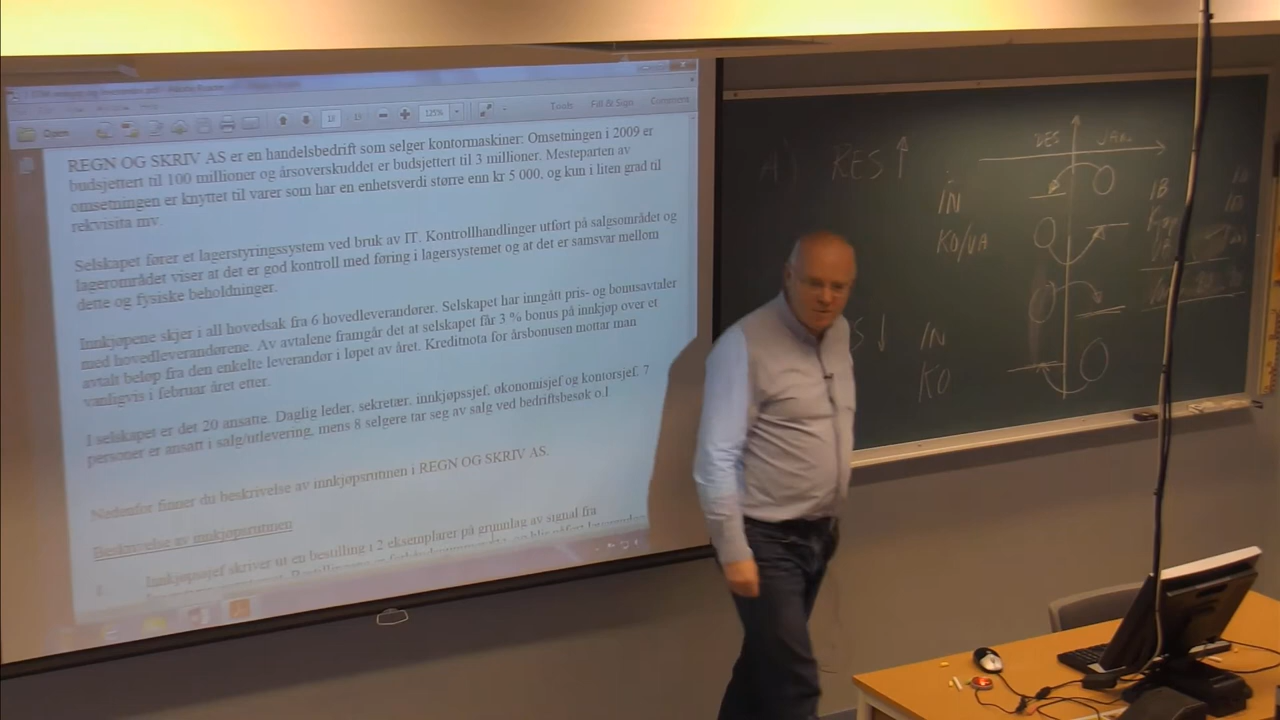 Open
18
125%
Tools
Fill & Sign
Comment
REGN OG SKRIV AS er en handelsbedrift som selger kontormaskiner: Omsetningen i 2009 er
budsjettert til 100 millioner og årsoverskuddet er budsjettert til 3 millioner. Mesteparten av
omsetningen er knyttet til varer som har en enhetsverdi større enn kr 5 000, og kun i liten grad til
rekvisita mv.
Selskapet fører et lagerstyringssystem ved bruk av IT. Kontrollhandlinger utført på salgsområdet og
lagerområdet viser at det er god kontroll med føring i lagersystemet og at det er samsvar mellom
dette og fysiske beholdninger.
Innkjøpene skjer i all hovedsak fra 6 hovedleverandører. Selskapet har inngått pris- og bonusavtaler
med hovedleverandørene. Av avtalene framgår det at selskapet får 3 % bonus på innkjøp over et
avtalt beløp fra den enkelte leverandør i løpet av året. Kreditnota for årsbonusen mottar man
vanligvis i februar året etter.
I selskapet er det 20 ansatte. Daglig leder, sekretær, innkjøpssjef, økonomisjef og kontorsjef. 7
personer er ansatt i salg/utlevering, mens 8 selgere tar seg av salg ved bedriftsbesøk o.l
Nedenfor finner du beskrivelse av innkjøpsrutinen i REGN OG SKRIV AS.
Beskrivelse av innkjøpsrutinen
1. Innkjøpssjef skriver ut en bestilling i 2 eksemplarer på grunnlag av signal fra
A) RES ↑
IN
KO/VA
DES JAN.
IB
S ↓ IN
KO